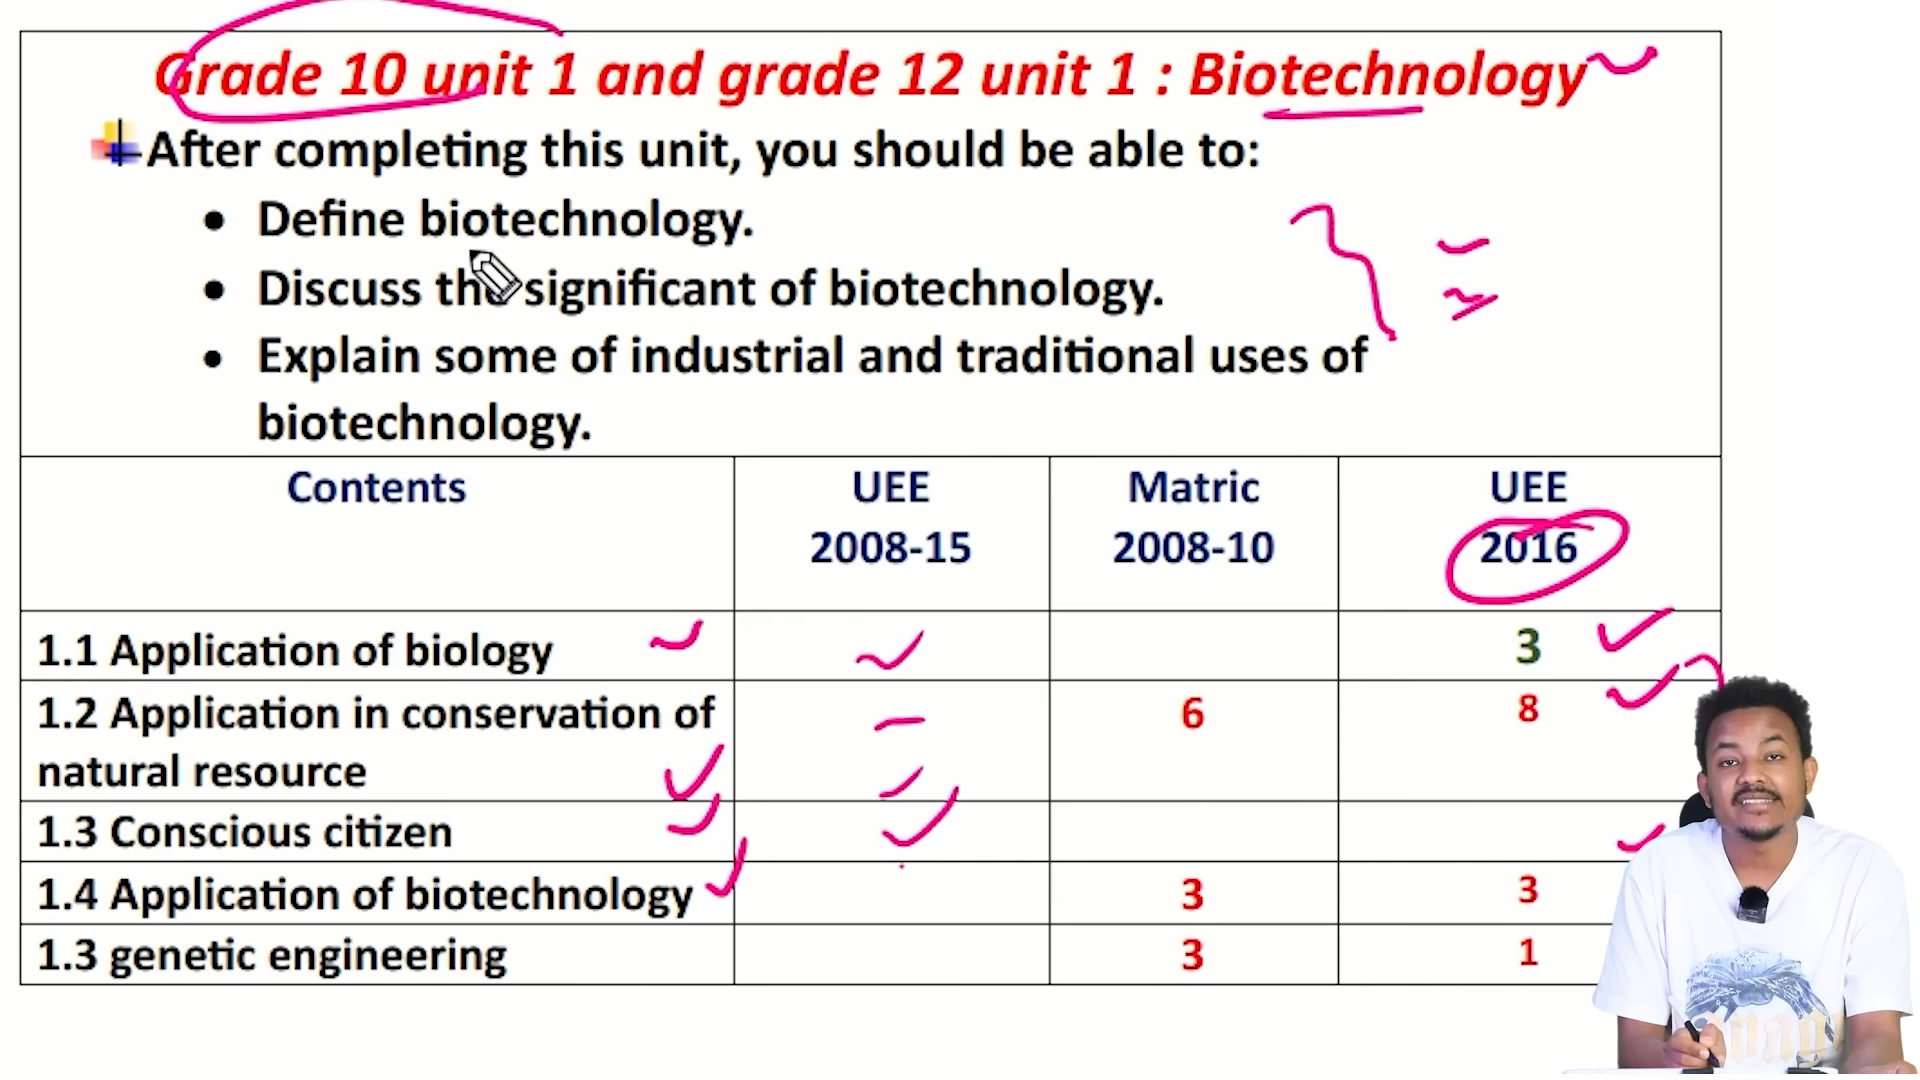 Grade 10 unit 1 and grade 12 unit 1 : Biotechnology
After completing this unit, you should be able to:
• Define biotechnology.
• Discuss the significant of biotechnology.
• Explain some of industrial and traditional uses of
biotechnology.
Contents UEE Matric UEE
2008-15 2008-10 2016
1.1 Application of biology 3
1.2 Application in conservation of 6 8
natural resource
1.3 Conscious citizen
1.4 Application of biotechnology 3 3
1.3 genetic engineering 3 1